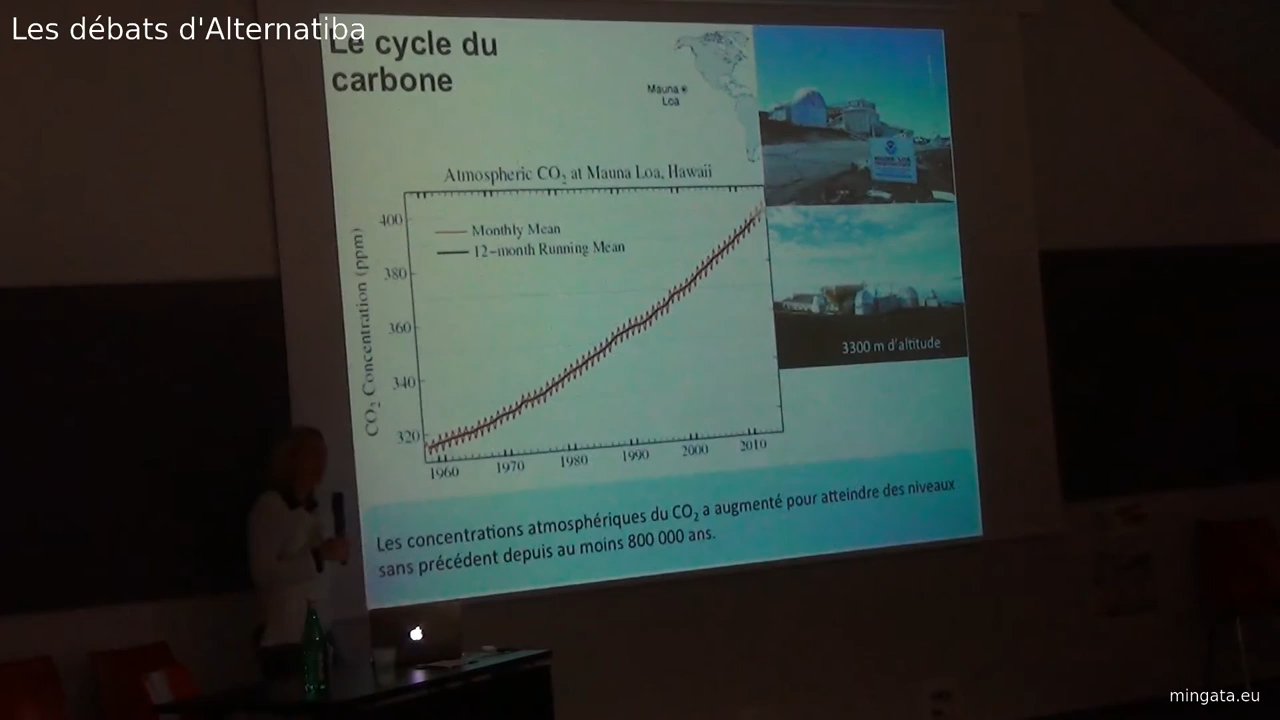 Les débats d'Alternatiba
Le cycle du
carbone
Mauna
Loa
Atmospheric CO₂ at Mauna Loa, Hawaii
Monthly Mean
12-month Running Mean
CO₂ Concentration (ppm)
400
380
360
340
320
1960 1970 1980 1990 2000 2010
3300 m d'altitude
Les concentrations atmosphériques du CO₂ a augmenté pour atteindre des niveaux
sans précédent depuis au moins 800 000 ans.
mingata.eu